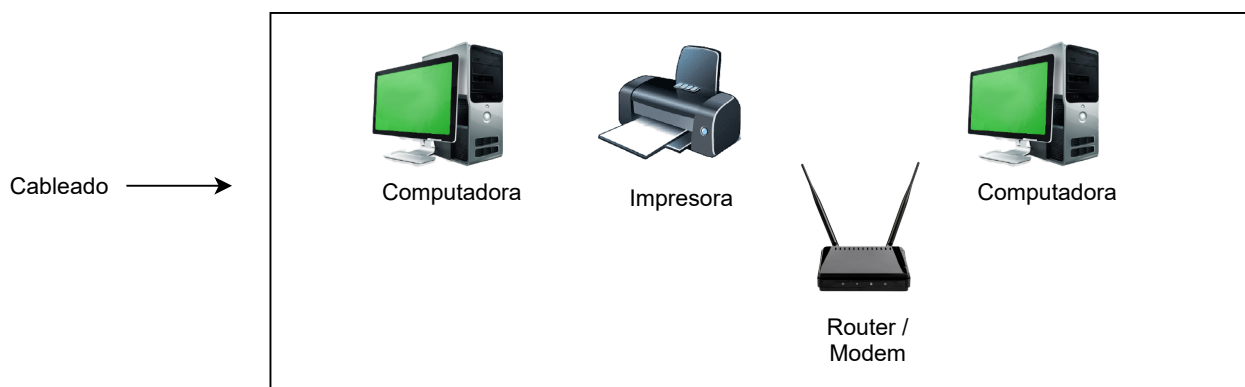 Cableado
Computadora
Impresora
Computadora
Router /
Modem